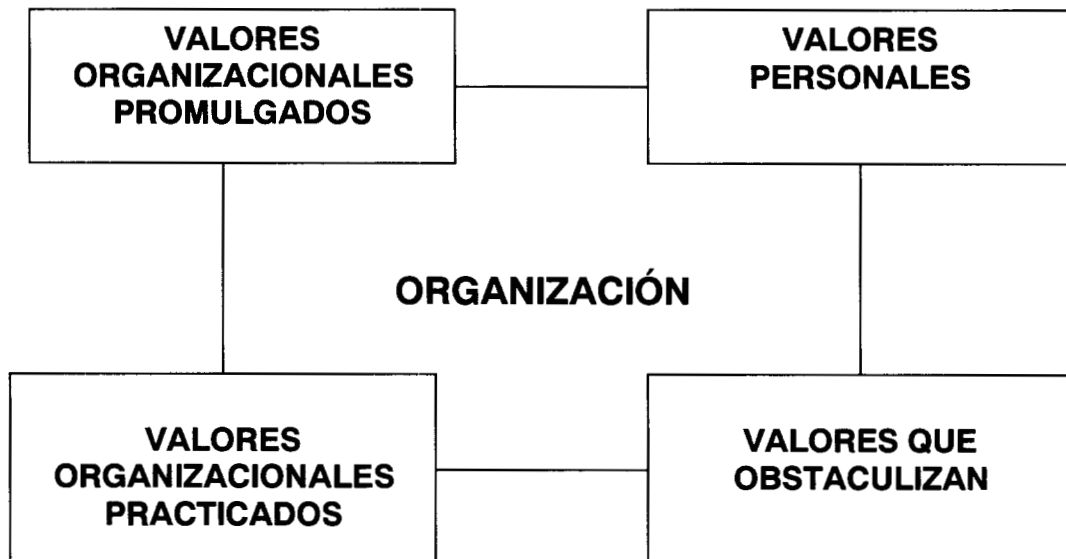 VALORES
ORGANIZACIONALES
PROMULGADOS
VALORES
PERSONALES
ORGANIZACIÓN
VALORES
ORGANIZACIONALES
PRACTICADOS
VALORES QUE
OBSTACULIZAN